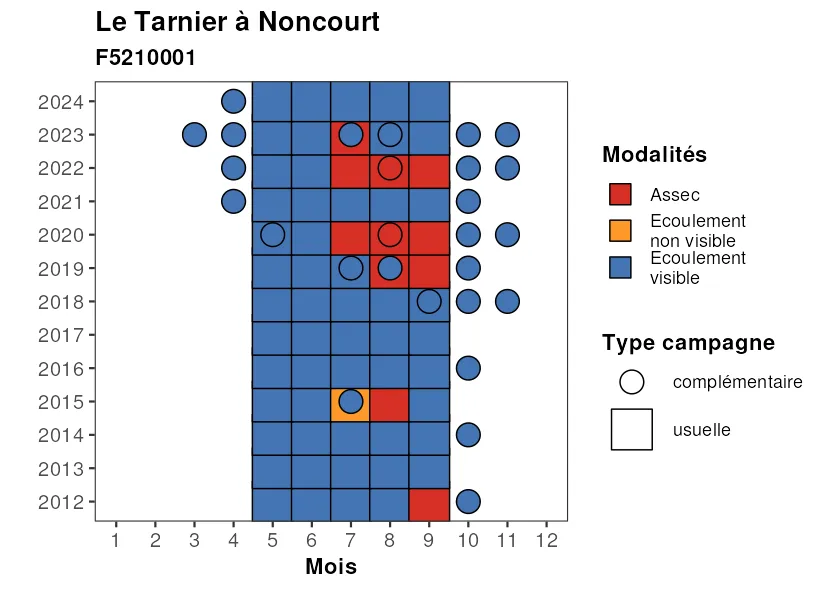 Le Tarnier à Noncourt
F5210001
2024
2023
2022
2021
2020
2019
2018
2017
2016
2015
2014
2013
2012
1 2 3 4 5 6 7 8 9 10 11 12
Mois
Modalités
Assec
Ecoulement
non visible
Ecoulement
visible
Type campagne
complémentaire
usuelle